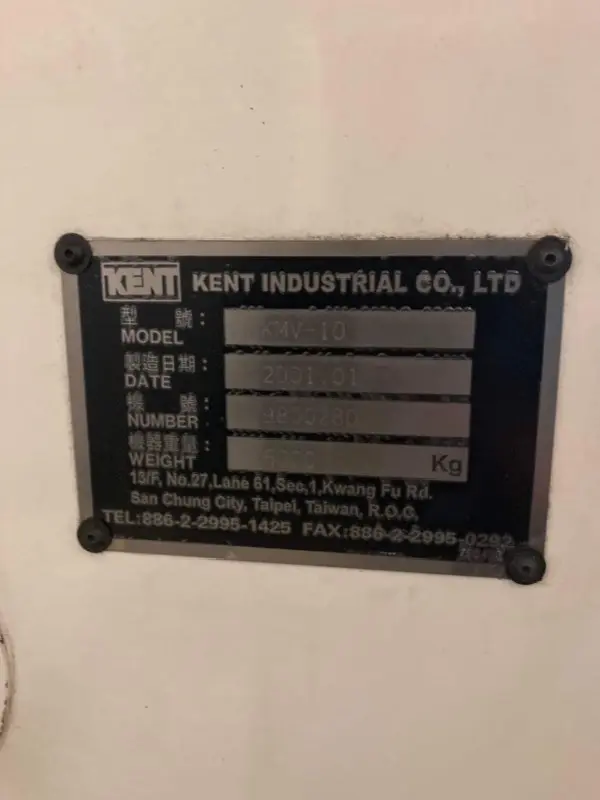 KENT KENT INDUSTRIAL CO., LTD
型 號:
MODEL KMV-10
製造日期:
DATE 2001.01
機 號:
NUMBER
機器重量:
WEIGHT Kg
13/F, No.27,Lane 61,Sec,1,Kwang Fu Rd.
San Chung City, Taipei, Taiwan, R.O.C.
TEL:886-2-2995-1425 FAX:886-2-2995-0292